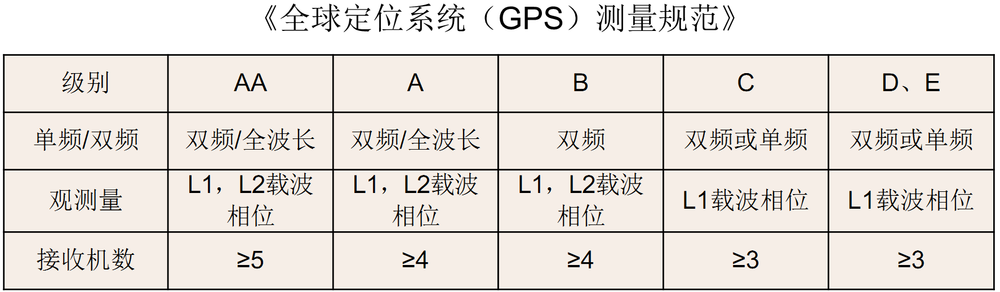 《全球定位系统（GPS）测量规范》
级别 AA A B C D、E
单频/双频 双频/全波长 双频/全波长 双频 双频或单频 双频或单频
观测量 L1，L2载波相位 L1，L2载波相位 L1，L2载波相位 L1载波相位 L1载波相位
接收机数 ≥5 ≥4 ≥4 ≥3 ≥3